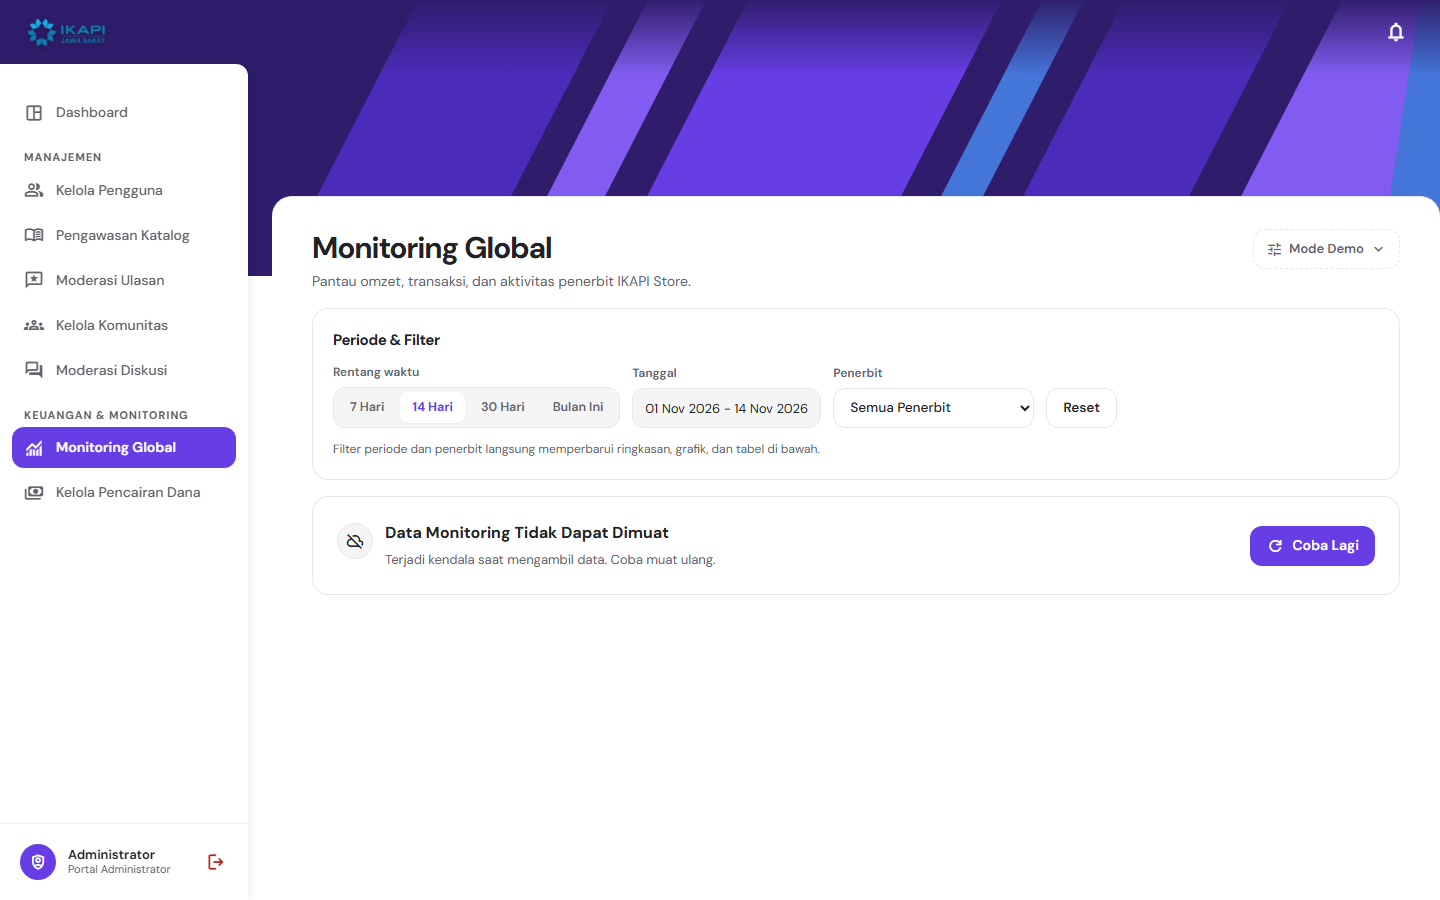 IKAPI
JAWA BARAT
Dashboard
MANAJEMEN
Kelola Pengguna
Pengawasan Katalog
Moderasi Ulasan
Kelola Komunitas
Moderasi Diskusi
KEUANGAN & MONITORING
Monitoring Global
Kelola Pencairan Dana
Administrator
Portal Administrator
Monitoring Global
Mode Demo
Pantau omzet, transaksi, dan aktivitas penerbit IKAPI Store.
Periode & Filter
Rentang waktu
7 Hari 14 Hari 30 Hari Bulan Ini
Tanggal
01 Nov 2026 - 14 Nov 2026
Penerbit
Semua Penerbit
Reset
Filter periode dan penerbit langsung memperbarui ringkasan, grafik, dan tabel di bawah.
Data Monitoring Tidak Dapat Dimuat
Terjadi kendala saat mengambil data. Coba muat ulang.
Coba Lagi